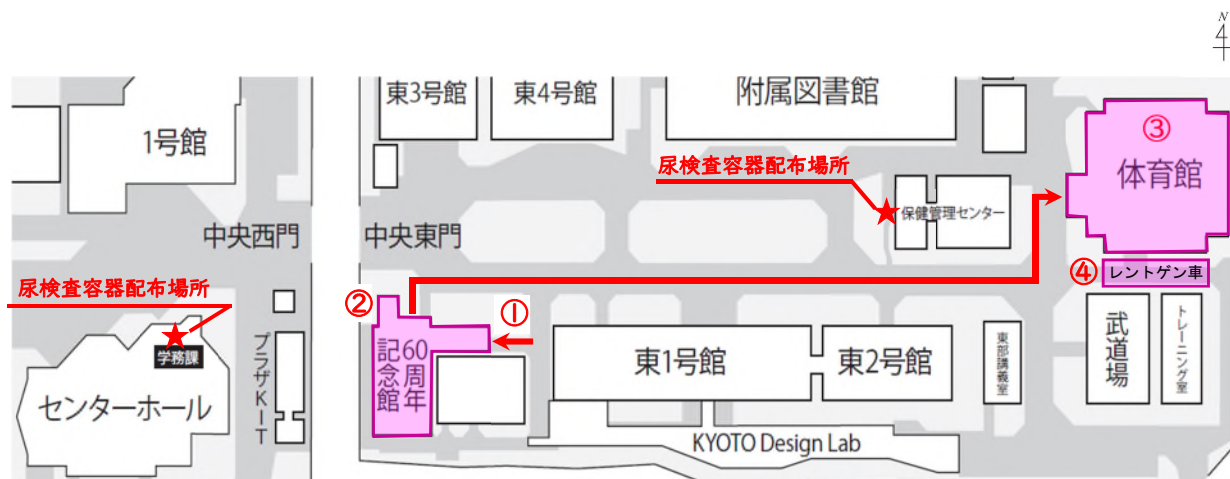 N
東3号館
東4号館
附属図書館
1号館
③
体育館
尿検査容器配布場所
保健管理センター
中央西門
中央東門
尿検査容器配布場所
④
レントゲン車
②
①
学務課
センターホール
プラザKIT
60周年
記念館
東1号館
東2号館
東部講義室
武道場
トレーニング室
KYOTO Design Lab